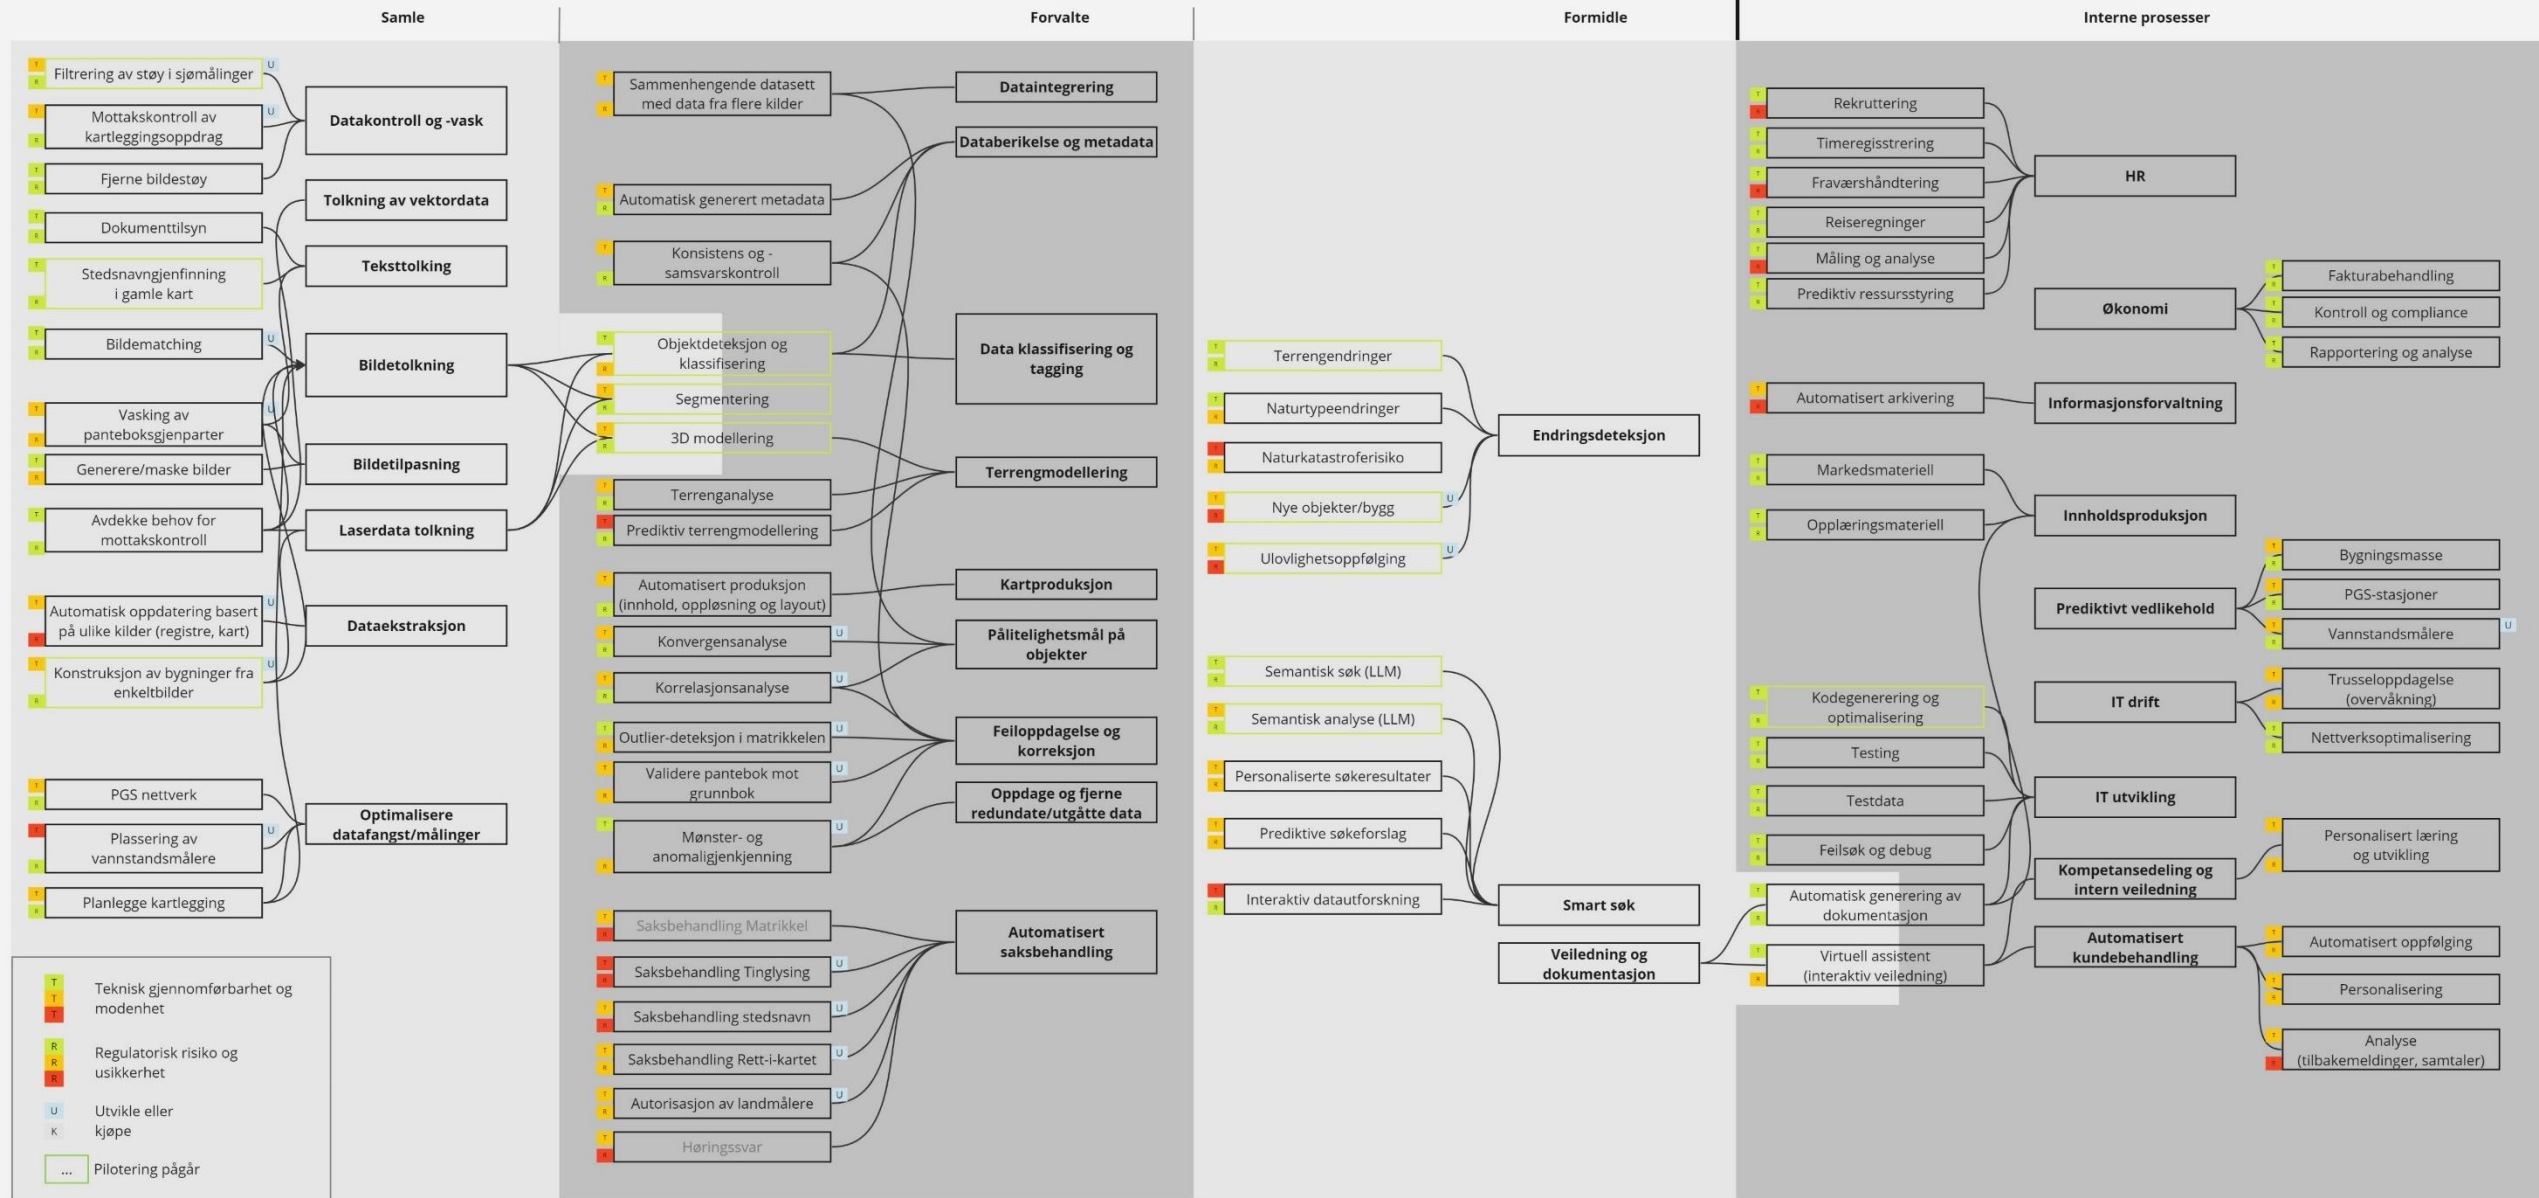 Samle
Forvalte
Formidle
Interne prosesser
T
Filtrering av støy i sjømålinger
U
R
T
Mottakskontroll av
kartleggingsoppdrag
U
R
T
Fjerne bildestøy
R
Datakontroll og -vask
Tolkning av vektordata
T
Dokumenttilsyn
R
Teksttolking
T
Stedsnavngjenfinning
i gamle kart
R
T
Bildematching
U
R
Bildetolkning
T
Vasking av
panteboksgjenparter
U
R
T
Generere/maske bilder
R
Bildetilpasning
T
Avdekke behov for
mottakskontroll
R
Laserdata tolkning
T
Automatisk oppdatering basert
på ulike kilder (registre, kart)
U
R
Dataekstraksjon
T
Konstruksjon av bygninger fra
enkeltbilder
U
R
T
PGS nettverk
R
T
Plassering av
vannstandsmålere
U
R
T
Planlegge kartlegging
R
Optimalisere
datafangst/målinger
T
T
T
Teknisk gjennomførbarhet og
modenhet
R
R
R
Regulatorisk risiko og
usikkerhet
U
K
Utvikle eller
kjøpe
...
Pilotering pågår
T
Sammenhengende datasett
med data fra flere kilder
R
Dataintegrering
Databerikelse og metadata
T
Automatisk generert metadata
R
T
Konsistens og -
samsvarskontroll
R
T
Objektdeteksjon og
klassifisering
R
Data klassifisering og
tagging
T
Segmentering
R
T
3D modellering
R
Terrengmodellering
T
Terrenganalyse
R
T
Prediktiv terrengmodellering
R
T
Automatisert produksjon
(innhold, oppløsning og layout)
R
Kartproduksjon
T
Konvergensanalyse
U
R
Pålitelighetsmål på
objekter
T
Korrelasjonsanalyse
U
R
T
Outlier-deteksjon i matrikkelen
U
R
Feiloppdagelse og
korreksjon
T
Validere pantebok mot
grunnbok
U
R
Oppdage og fjerne
redundate/utgåtte data
T
Mønster- og
anomaligjenkjenning
U
R
T
Saksbehandling Matrikkel
R
Automatisert
saksbehandling
T
Saksbehandling Tinglysing
U
R
T
Saksbehandling stedsnavn
U
R
T
Saksbehandling Rett-i-kartet
U
R
T
Autorisasjon av landmålere
U
R
T
Høringssvar
R
T
Terrengendringer
R
T
Naturtypeendringer
R
Endringsdeteksjon
T
Naturkatastroferisiko
R
T
Nye objekter/bygg
U
R
T
Ulovlighetsoppfølging
U
R
T
Semantisk søk (LLM)
R
T
Semantisk analyse (LLM)
R
T
Personaliserte søkeresultater
R
T
Prediktive søkeforslag
R
T
Interaktiv datautforskning
R
Smart søk
Veiledning og
dokumentasjon
T
Rekruttering
R
T
Timeregisstrering
R
T
Fraværshåndtering
R
HR
T
Reiseregninger
R
T
Måling og analyse
R
T
Prediktiv ressursstyring
R
Økonomi
T
Fakturabehandling
R
T
Kontroll og compliance
R
T
Rapportering og analyse
R
T
Automatisert arkivering
R
Informasjonsforvaltning
T
Markedsmateriell
R
T
Opplæringsmateriell
R
Innholdsproduksjon
Prediktivt vedlikehold
T
Bygningsmasse
R
T
PGS-stasjoner
R
T
Vannstandsmålere
U
R
IT drift
T
Trusseloppdagelse
(overvåkning)
R
T
Nettverksoptimalisering
R
T
Kodegenerering og
optimalisering
R
T
Testing
R
T
Testdata
R
IT utvikling
T
Feilsøk og debug
R
T
Automatisk generering av
dokumentasjon
R
Kompetansedeling og
intern veiledning
T
Personalisert læring
og utvikling
R
T
Virtuell assistent
(interaktiv veiledning)
R
Automatisert
kundebehandling
T
Automatisert oppfølging
R
T
Personalisering
R
T
Analyse
(tilbakemeldinger, samtaler)
R